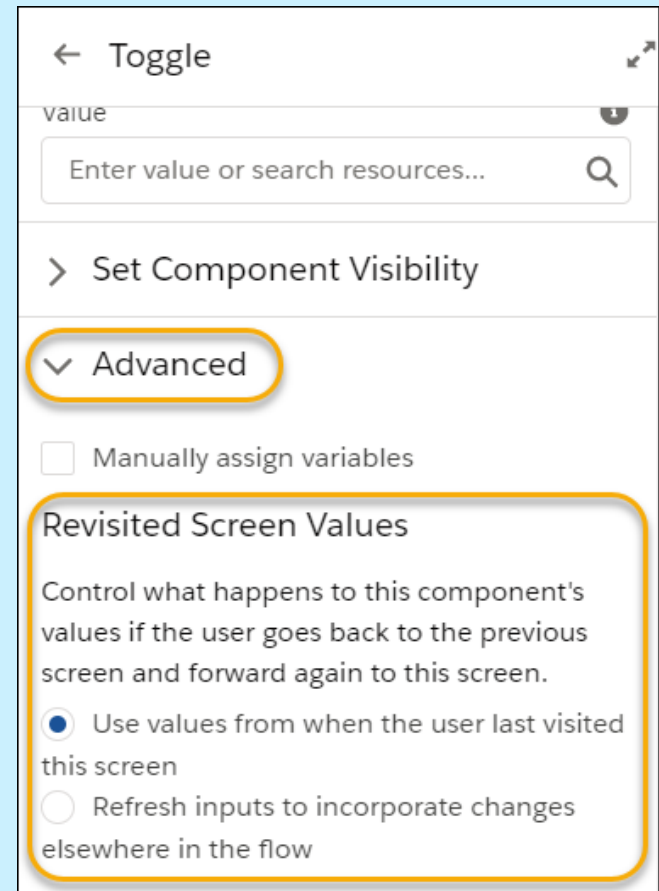 Toggle
Value
Enter value or search resources...
Set Component Visibility
Advanced
Manually assign variables
Revisited Screen Values
Control what happens to this component's
values if the user goes back to the previous
screen and forward again to this screen.
Use values from when the user last visited
this screen
Refresh inputs to incorporate changes
elsewhere in the flow